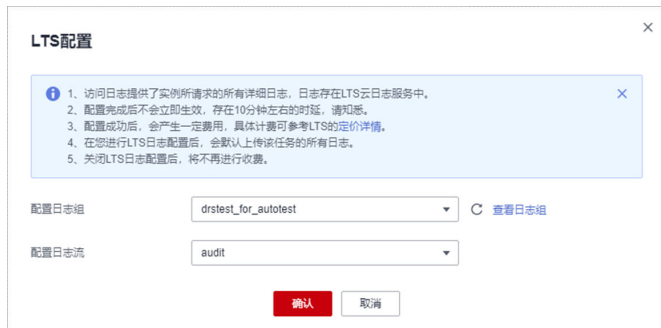 LTS配置
1、访问日志提供了实例所请求的所有详细日志，日志存在LTS云日志服务中。
2、配置完成后不会立即生效，存在10分钟左右的时延，请知悉。
3、配置成功后，会产生一定费用，具体计费可参考LTS的定价详情。
4、在您进行LTS日志配置后，会默认上传该任务的所有日志。
5、关闭LTS日志配置后，将不再进行收费。
配置日志组 drstest_for_autotest 查看日志组
配置日志流 audit
确认 取消